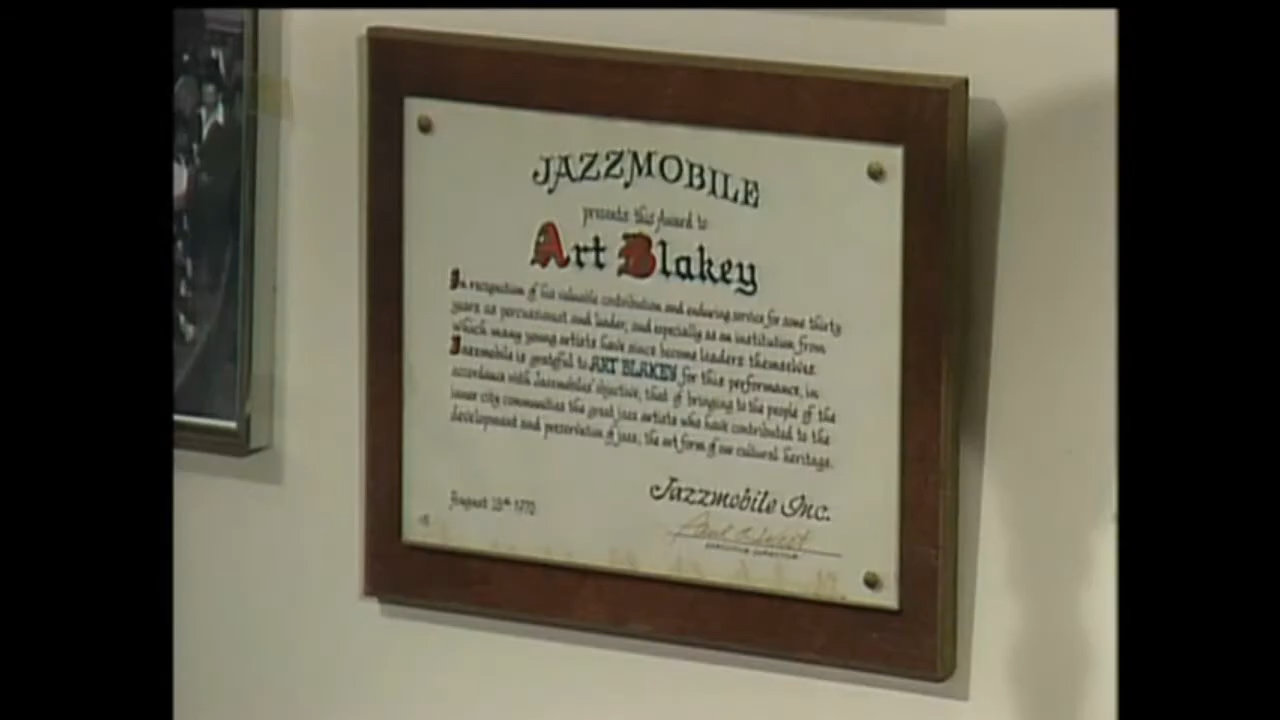 JAZZMOBILE
presents this Award to
Art Blakey
In recognition of his valuable contribution and enduring service for some thirty
years as percussionist and leader, and especially as an institution from
which many young artists have since become leaders themselves.
Jazzmobile is grateful to ART BLAKEY for this performance, in
accordance with Jazzmobiles' objective, that of bringing to the people of the
inner city communities the great jazz artists who have contributed to the
development and preservation of jazz, the art form of our cultural heritage.
Jazzmobile Inc.
August
EXECUTIVE DIRECTOR